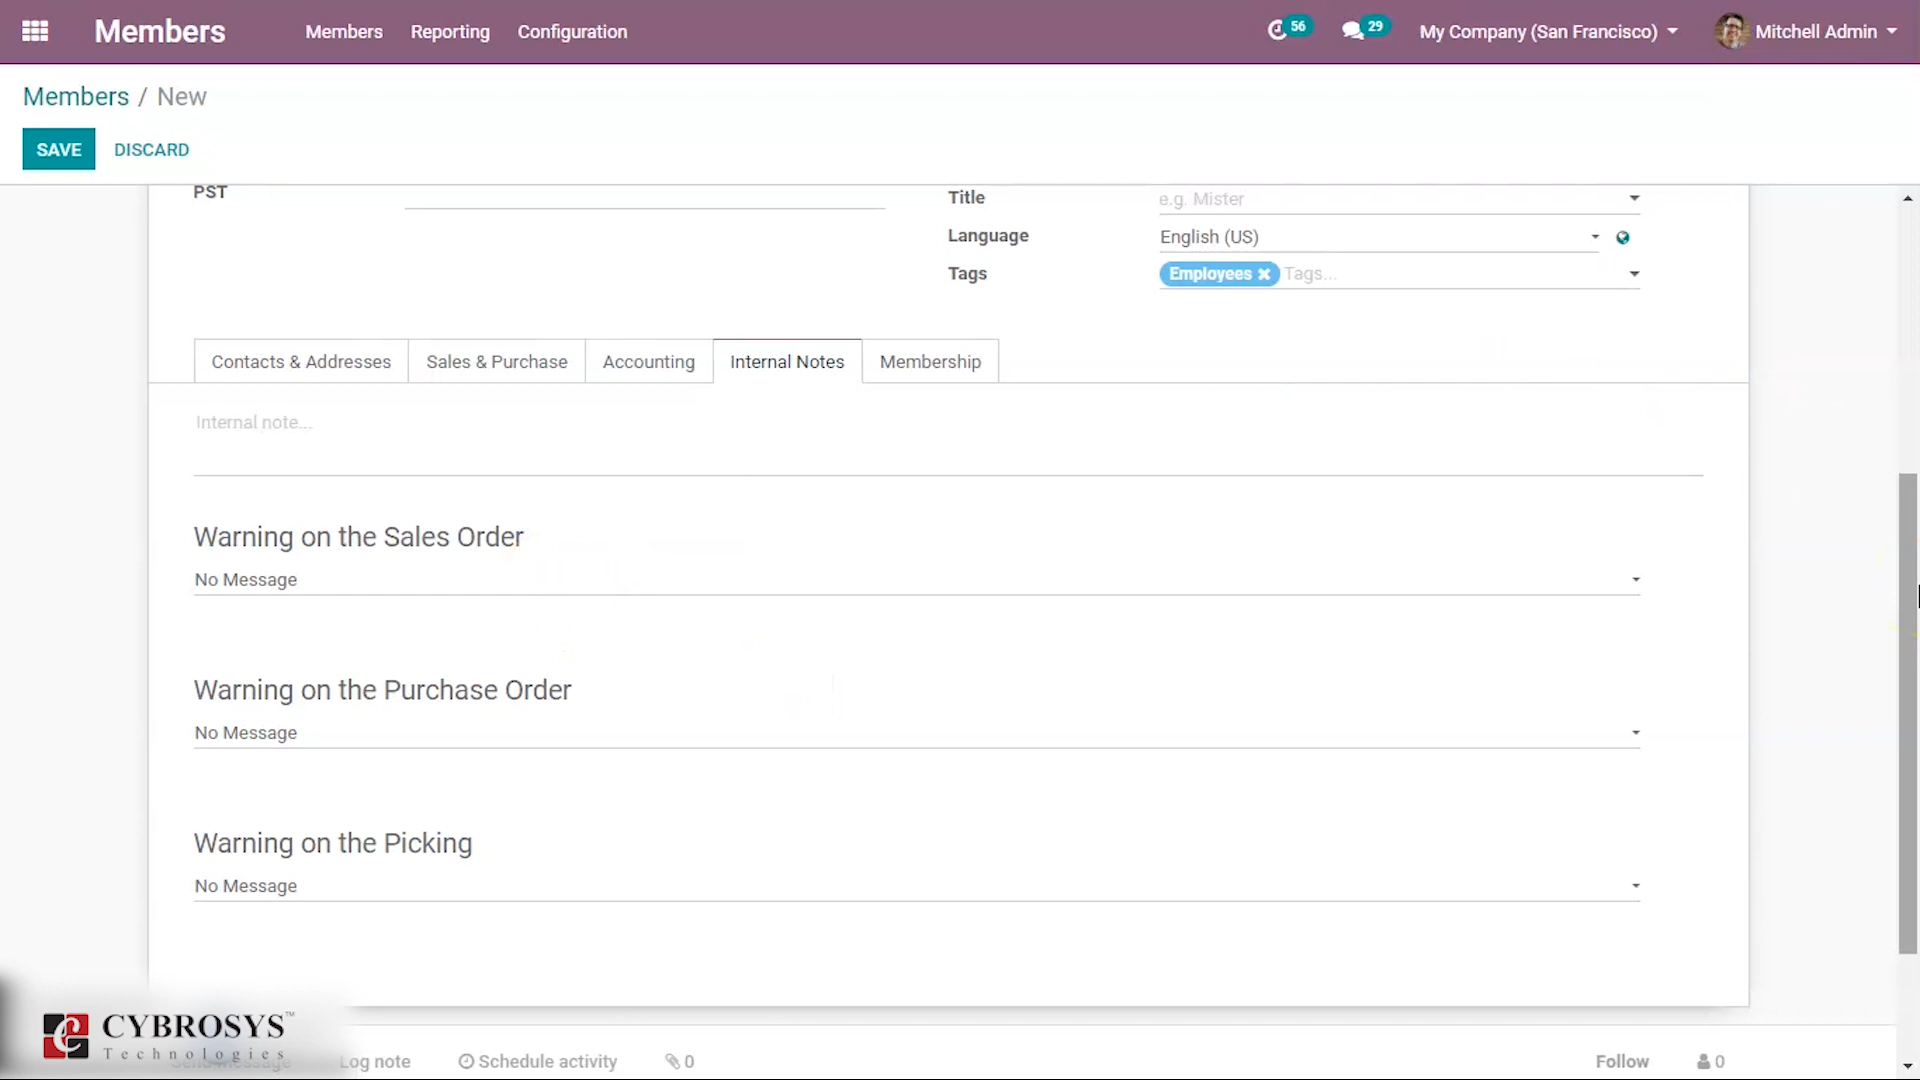 Members Members Reporting Configuration 56 29 My Company (San Francisco) Mitchell Admin
Members / New
SAVE DISCARD
PST
Title e.g. Mister
Language English (US)
Tags Employees Tags...
Contacts & Addresses Sales & Purchase Accounting Internal Notes Membership
Internal note...
Warning on the Sales Order
No Message
Warning on the Purchase Order
No Message
Warning on the Picking
No Message
CYBROSYS™
Technologies
Send message Log note Schedule activity 0 Follow 0